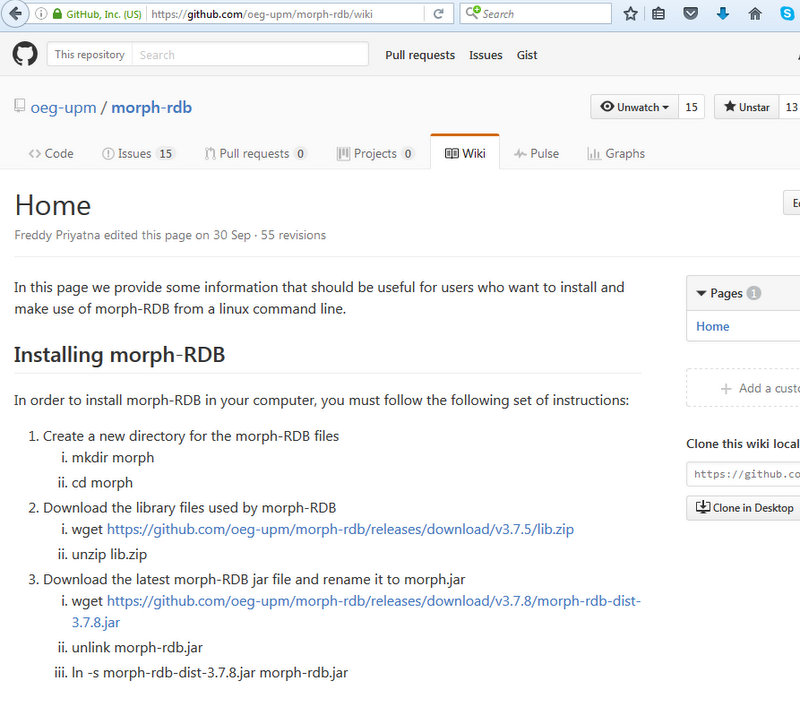 GitHub, Inc. (US) https://github.com/oeg-upm/morph-rdb/wiki Search
This repository Search Pull requests Issues Gist
oeg-upm / morph-rdb Unwatch 15 Unstar 13
Code Issues 15 Pull requests 0 Projects 0 Wiki Pulse Graphs
Home
Freddy Priyatna edited this page on 30 Sep · 55 revisions
In this page we provide some information that should be useful for users who want to install and
make use of morph-RDB from a linux command line.
Installing morph-RDB
In order to install morph-RDB in your computer, you must follow the following set of instructions:
1. Create a new directory for the morph-RDB files
i. mkdir morph
ii. cd morph
2. Download the library files used by morph-RDB
i. wget https://github.com/oeg-upm/morph-rdb/releases/download/v3.7.5/lib.zip
ii. unzip lib.zip
3. Download the latest morph-RDB jar file and rename it to morph.jar
i. wget https://github.com/oeg-upm/morph-rdb/releases/download/v3.7.8/morph-rdb-dist-
3.7.8.jar
ii. unlink morph-rdb.jar
iii. ln -s morph-rdb-dist-3.7.8.jar morph-rdb.jar
Pages 1
Home
Add a custo
Clone this wiki local
https://github.co
Clone in Desktop